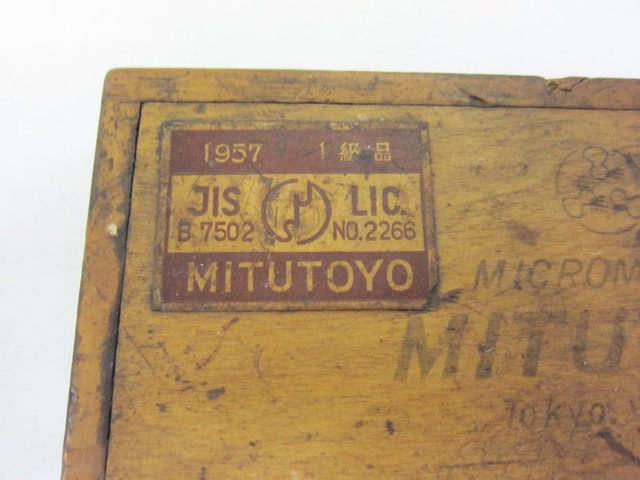 1957 1級品
JIS LIC.
B 7502 NO.2266
MITUTOYO
MICROM
MITU
Tokyo.